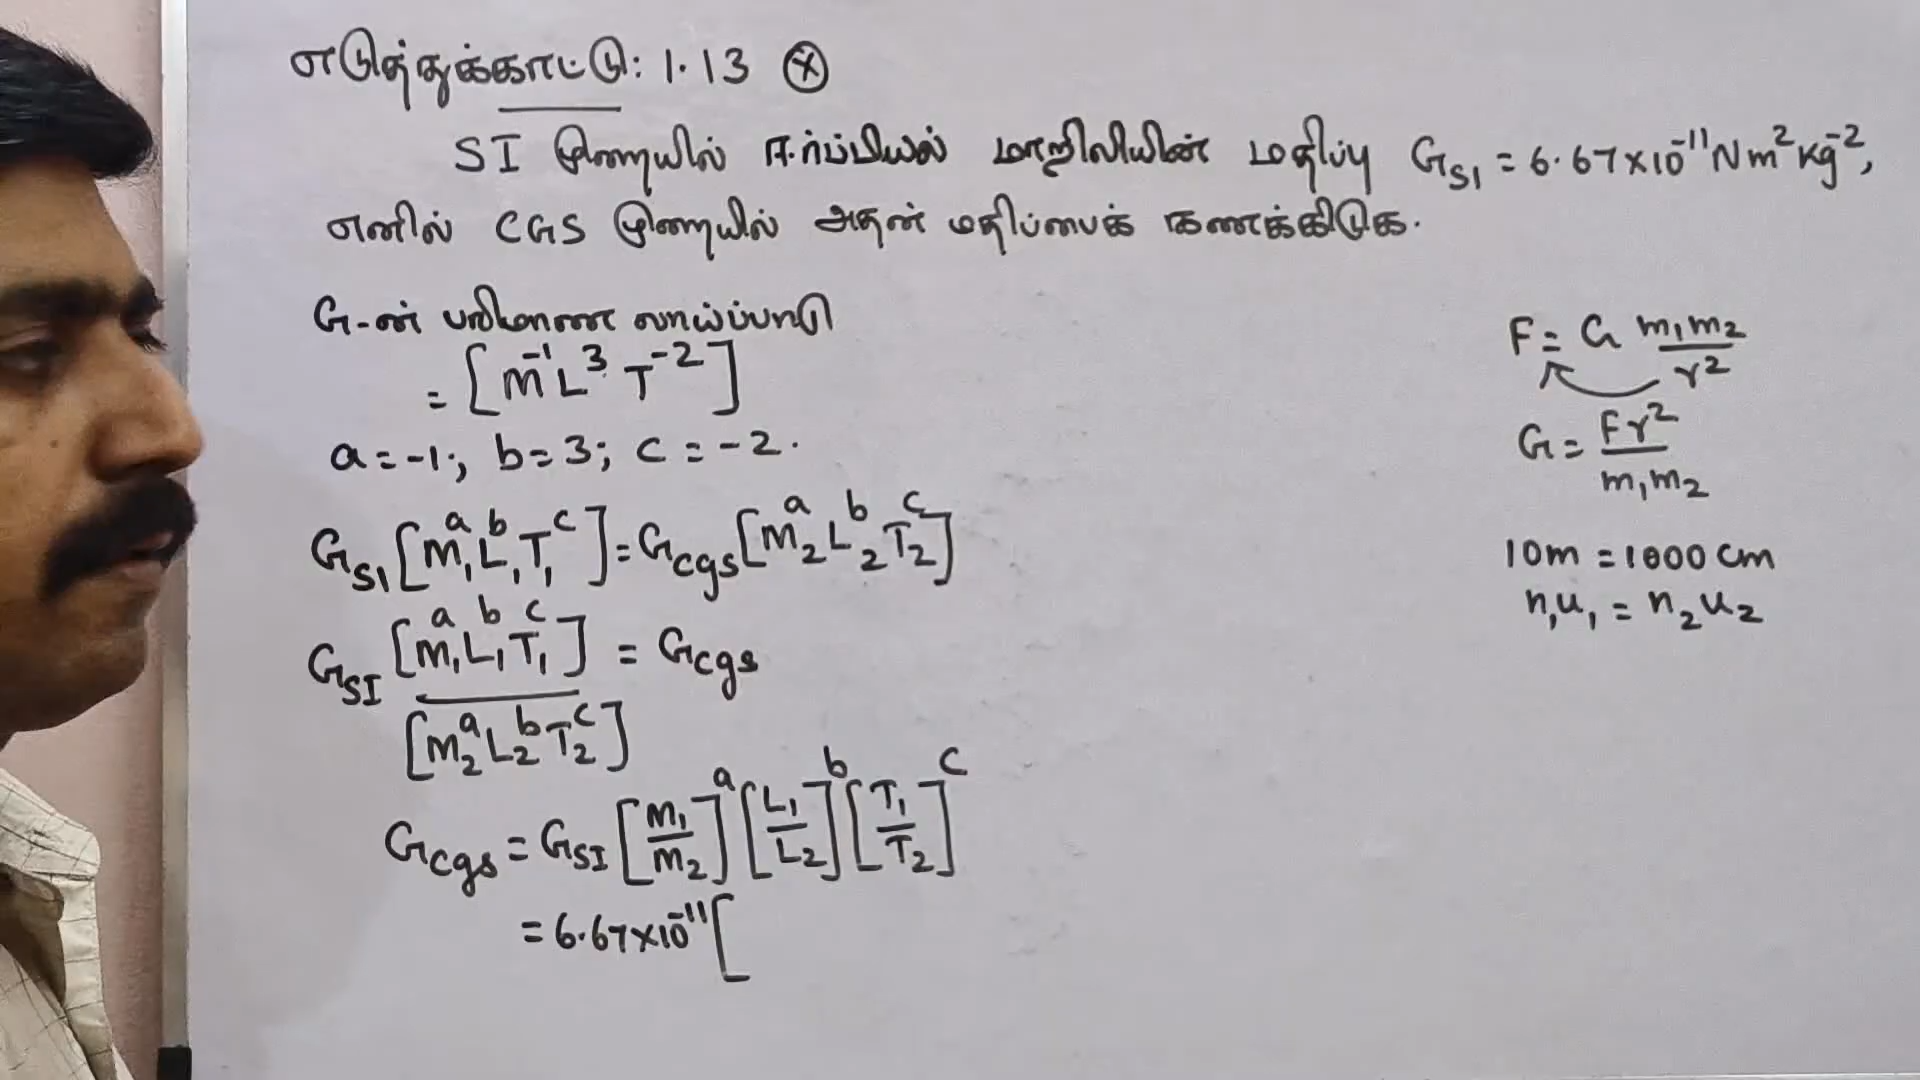 எடுத்துக்காட்டு: 1.13 ⊗
SI முறையில் ஈர்ப்பியல் மாறிலியின் மதிப்பு G_SI = 6.67×10⁻¹¹ Nm² Kg⁻²,
எனில் CGS முறையில் அதன் மதிப்பைக் கணக்கிடுக.
G-ன் பரிமாண வாய்ப்பாடு
= [M⁻¹ L³ T⁻²]
a = -1; b = 3; c = -2.
G_SI [M₁ᵃ L₁ᵇ T₁ᶜ] = G_cgs [M₂ᵃ L₂ᵇ T₂ᶜ]
G_SI [M₁ᵃ L₁ᵇ T₁ᶜ] / [M₂ᵃ L₂ᵇ T₂ᶜ] = G_cgs
G_cgs = G_SI [M₁/M₂]ᵃ [L₁/L₂]ᵇ [T₁/T₂]ᶜ
= 6.67×10⁻¹¹ [
F = G m₁m₂/r²
G = Fr²/m₁m₂
10m = 1000 cm
n₁u₁ = n₂u₂